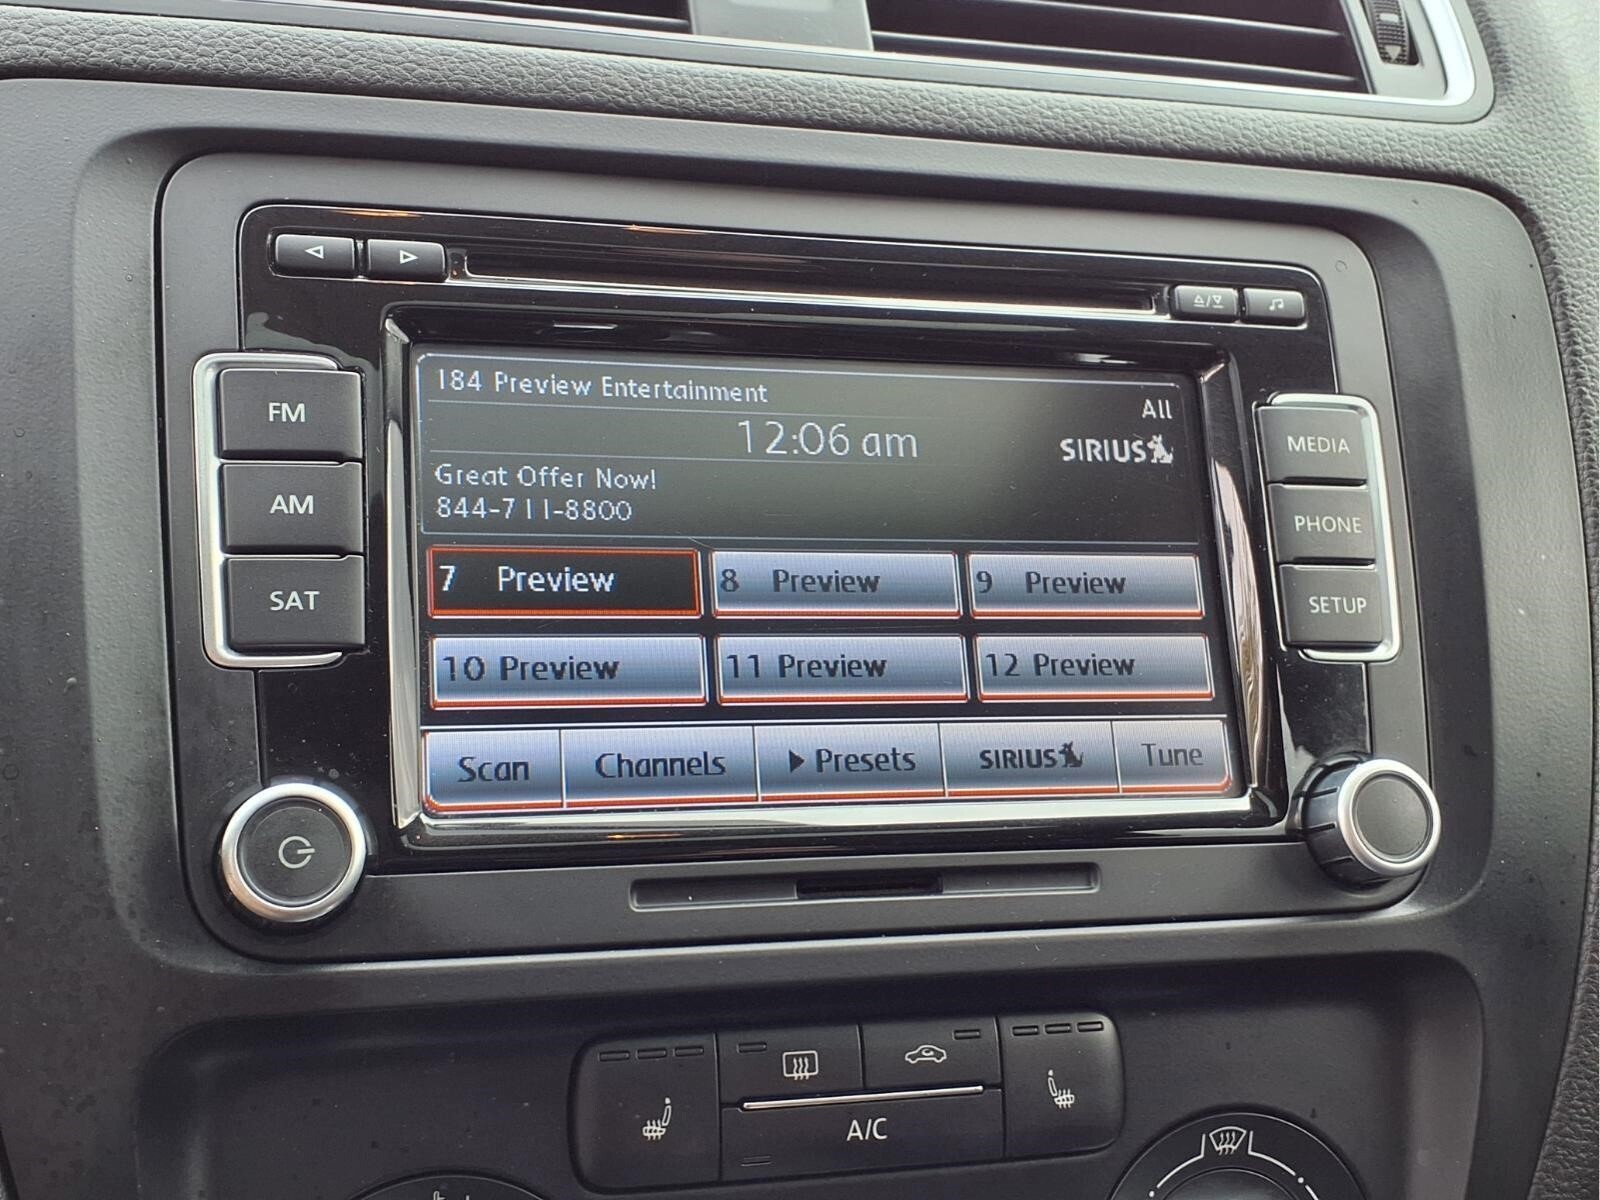 184 Preview Entertainment
All
12:06 am
SIRIUS
Great Offer Now!
844-711-8800
7 Preview
8 Preview
9 Preview
10 Preview
11 Preview
12 Preview
Scan
Channels
Presets
SIRIUS
Tune
FM
AM
SAT
MEDIA
PHONE
SETUP
A/C